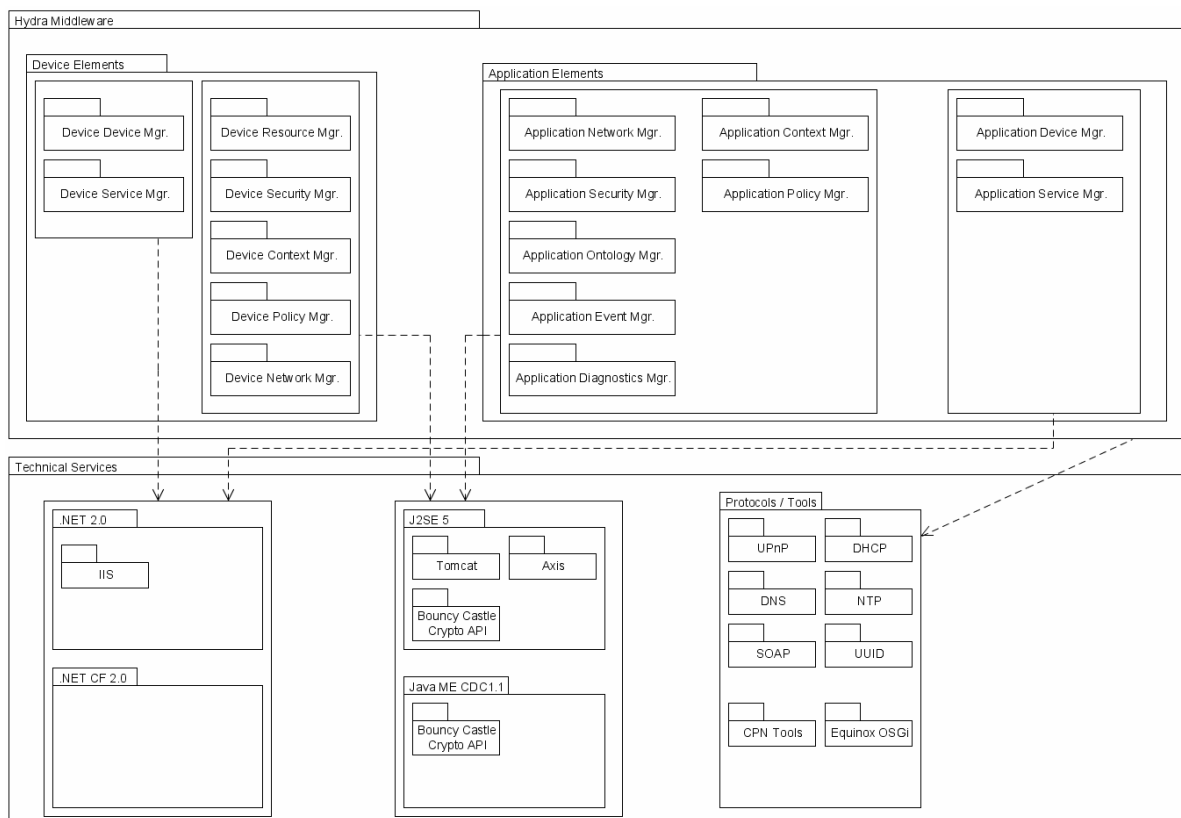 Hydra Middleware
Device Elements
Device Device Mgr.
Device Service Mgr.
Device Resource Mgr.
Device Security Mgr.
Device Context Mgr.
Device Policy Mgr.
Device Network Mgr.
Application Elements
Application Network Mgr.
Application Security Mgr.
Application Ontology Mgr.
Application Event Mgr.
Application Diagnostics Mgr.
Application Context Mgr.
Application Policy Mgr.
Application Device Mgr.
Application Service Mgr.
Technical Services
.NET 2.0
IIS
.NET CF 2.0
J2SE 5
Tomcat
Axis
Bouncy Castle
Crypto API
Java ME CDC1.1
Bouncy Castle
Crypto API
Protocols / Tools
UPnP
DHCP
DNS
NTP
SOAP
UUID
CPN Tools
Equinox OSGi